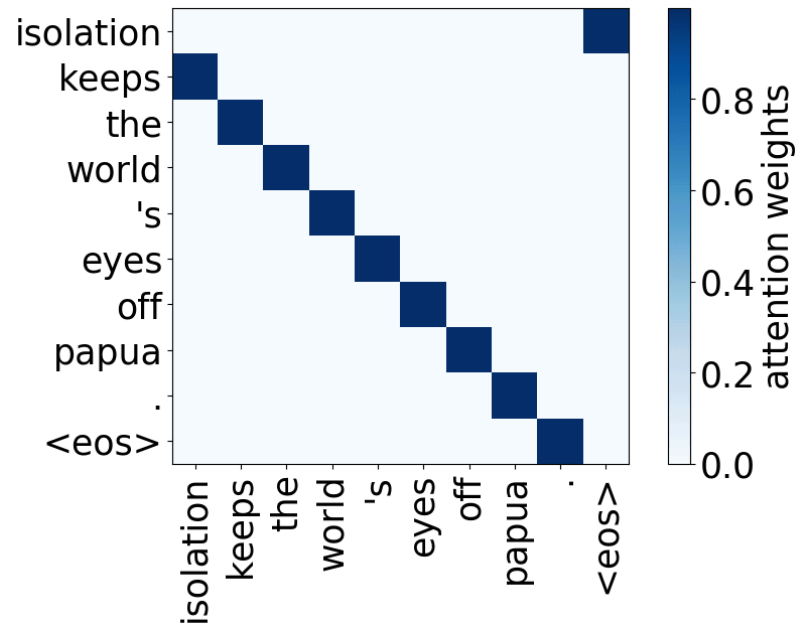 isolation
keeps
the
world
's
eyes
off
papua
.
<eos>
isolation
keeps
the
world
's
eyes
off
papua
.
<eos>
0.8
0.6
0.4
0.2
0.0
attention weights